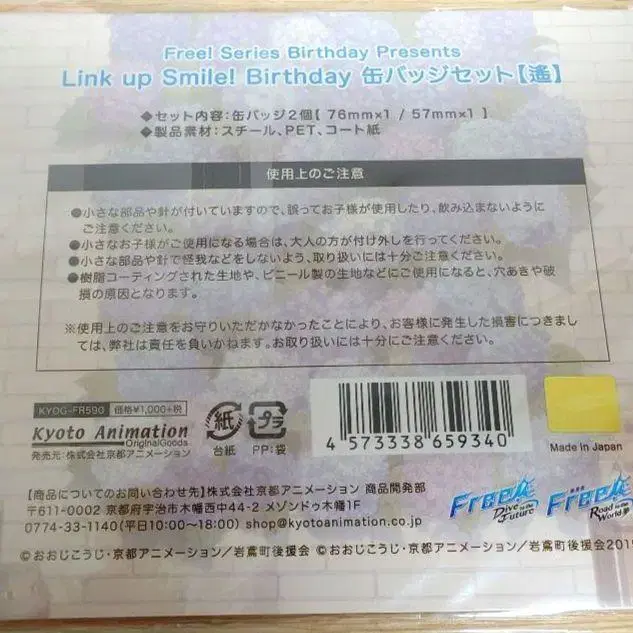 Free! Series Birthday Presents
Link up Smile! Birthday 缶バッジセット【遙】
◆セット内容：缶バッジ2個【 76mm×1 / 57mm×1 】
◆製品素材：スチール、PET、コート紙
使用上のご注意
●小さな部品や針が付いていますので、誤ってお子様が使用したり、飲み込まないように
ご注意ください。
●小さなお子様がご使用になる場合は、大人の方が付け外しを行ってください。
●小さな部品や針で怪我などをしないよう、取り扱いには十分ご注意ください。
●樹脂コーティングされた生地や、ビニール製の生地などにご使用になると、穴あきや破
損の原因となります。
※使用上のご注意をお守りいただかなかったことにより、お客様に発生した損害につきまし
ては、弊社は責任を負いかねます。お取り扱いには十分にご注意ください。
KYOG-FR590 価格¥1,000+税
Kyoto Animation
OriginalGoods
発売元：株式会社京都アニメーション
紙
台紙
プラ
PP：袋
4 573338 659340
Made in Japan
【商品についてのお問い合わせ先】株式会社京都アニメーション 商品開発部
〒611-0002 京都府宇治市木幡西中44-2 メゾンドゥ木幡1F
0774-33-1140(平日10:00～18:00) shop@kyotoanimation.co.jp
Free!
Dive to the Future
Free!
Road to the World
©おおじこうじ・京都アニメーション／岩鳶町後援会 ©おおじこうじ・京都アニメーション／岩鳶町後援会2019